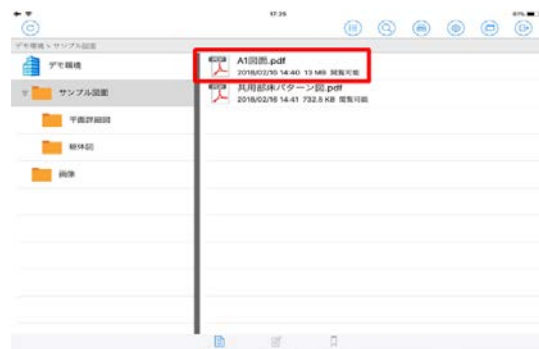 17:25
デモ環境 > サンプル図面
デモ環境
A1図面.pdf
2018/02/16 14:40 13 MB 閲覧可能
サンプル図面
共用部床パターン図.pdf
2018/02/16 14:41 732.5 KB 閲覧可能
平面詳細図
躯体図
画像